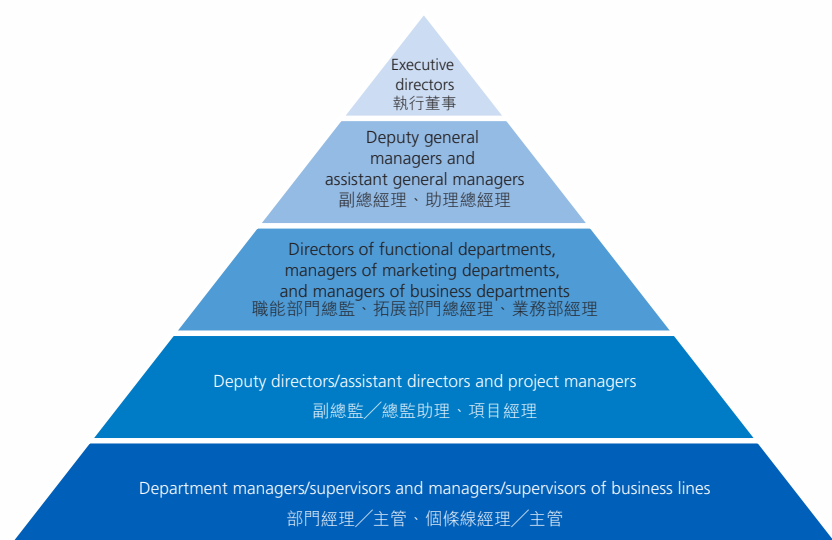 Executive
directors
執行董事
Deputy general
managers and
assistant general managers
副總經理、助理總經理
Directors of functional departments,
managers of marketing departments,
and managers of business departments
職能部門總監、拓展部門總經理、業務部經理
Deputy directors/assistant directors and project managers
副總監╱總監助理、項目經理
Department managers/supervisors and managers/supervisors of business lines
部門經理╱主管、個條線經理╱主管